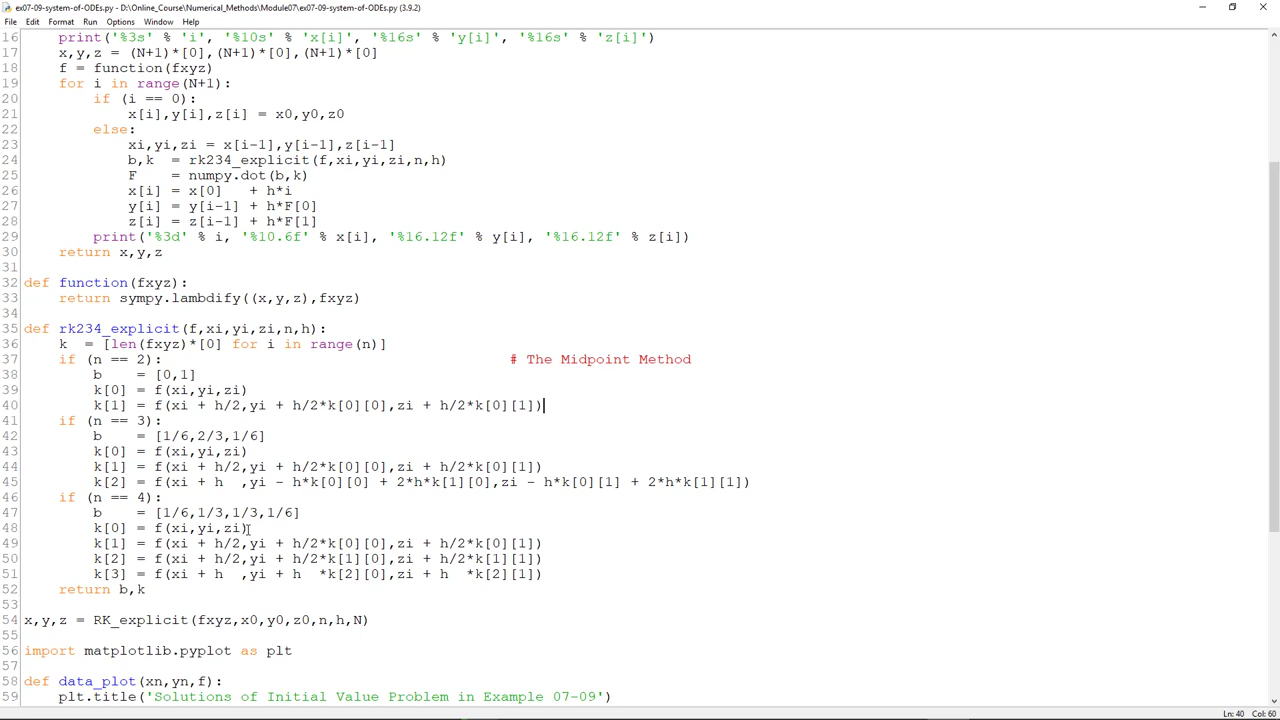 ex07-09-system-of-ODEs.py - D:\Online_Course\Numerical_Methods\Module07\ex07-09-system-of-ODEs.py (3.9.2)
File Edit Format Run Options Window Help
16 print('%3s' % 'i', '%10s' % 'x[i]', '%16s' % 'y[i]', '%16s' % 'z[i]')
17 x,y,z = (N+1)*[0],(N+1)*[0],(N+1)*[0]
18 f = function(fxyz)
19 for i in range(N+1):
20 if (i == 0):
21 x[i],y[i],z[i] = x0,y0,z0
22 else:
23 xi,yi,zi = x[i-1],y[i-1],z[i-1]
24 b,k = rk234_explicit(f,xi,yi,zi,n,h)
25 F = numpy.dot(b,k)
26 x[i] = x[0] + h*i
27 y[i] = y[i-1] + h*F[0]
28 z[i] = z[i-1] + h*F[1]
29 print('%3d' % i, '%10.6f' % x[i], '%16.12f' % y[i], '%16.12f' % z[i])
30 return x,y,z
31
32 def function(fxyz):
33 return sympy.lambdify((x,y,z),fxyz)
34
35 def rk234_explicit(f,xi,yi,zi,n,h):
36 k = [len(fxyz)*[0] for i in range(n)]
37 if (n == 2): # The Midpoint Method
38 b = [0,1]
39 k[0] = f(xi,yi,zi)
40 k[1] = f(xi + h/2,yi + h/2*k[0][0],zi + h/2*k[0][1])
41 if (n == 3):
42 b = [1/6,2/3,1/6]
43 k[0] = f(xi,yi,zi)
44 k[1] = f(xi + h/2,yi + h/2*k[0][0],zi + h/2*k[0][1])
45 k[2] = f(xi + h ,yi - h*k[0][0] + 2*h*k[1][0],zi - h*k[0][1] + 2*h*k[1][1])
46 if (n == 4):
47 b = [1/6,1/3,1/3,1/6]
48 k[0] = f(xi,yi,zi)
49 k[1] = f(xi + h/2,yi + h/2*k[0][0],zi + h/2*k[0][1])
50 k[2] = f(xi + h/2,yi + h/2*k[1][0],zi + h/2*k[1][1])
51 k[3] = f(xi + h ,yi + h *k[2][0],zi + h *k[2][1])
52 return b,k
53
54 x,y,z = RK_explicit(fxyz,x0,y0,z0,n,h,N)
55
56 import matplotlib.pyplot as plt
57
58 def data_plot(xn,yn,f):
59 plt.title('Solutions of Initial Value Problem in Example 07-09')
Ln: 40 Col: 60